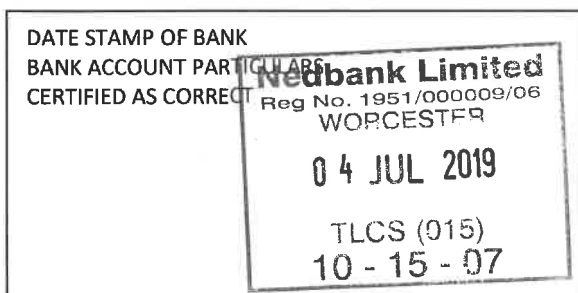 DATE STAMP OF BANK
BANK ACCOUNT PARTICULARS
CERTIFIED AS CORRECT
Nedbank Limited
Reg No. 1951/000009/06
WORCESTER
04 JUL 2019
TLCS (015)
10 - 15 - 07